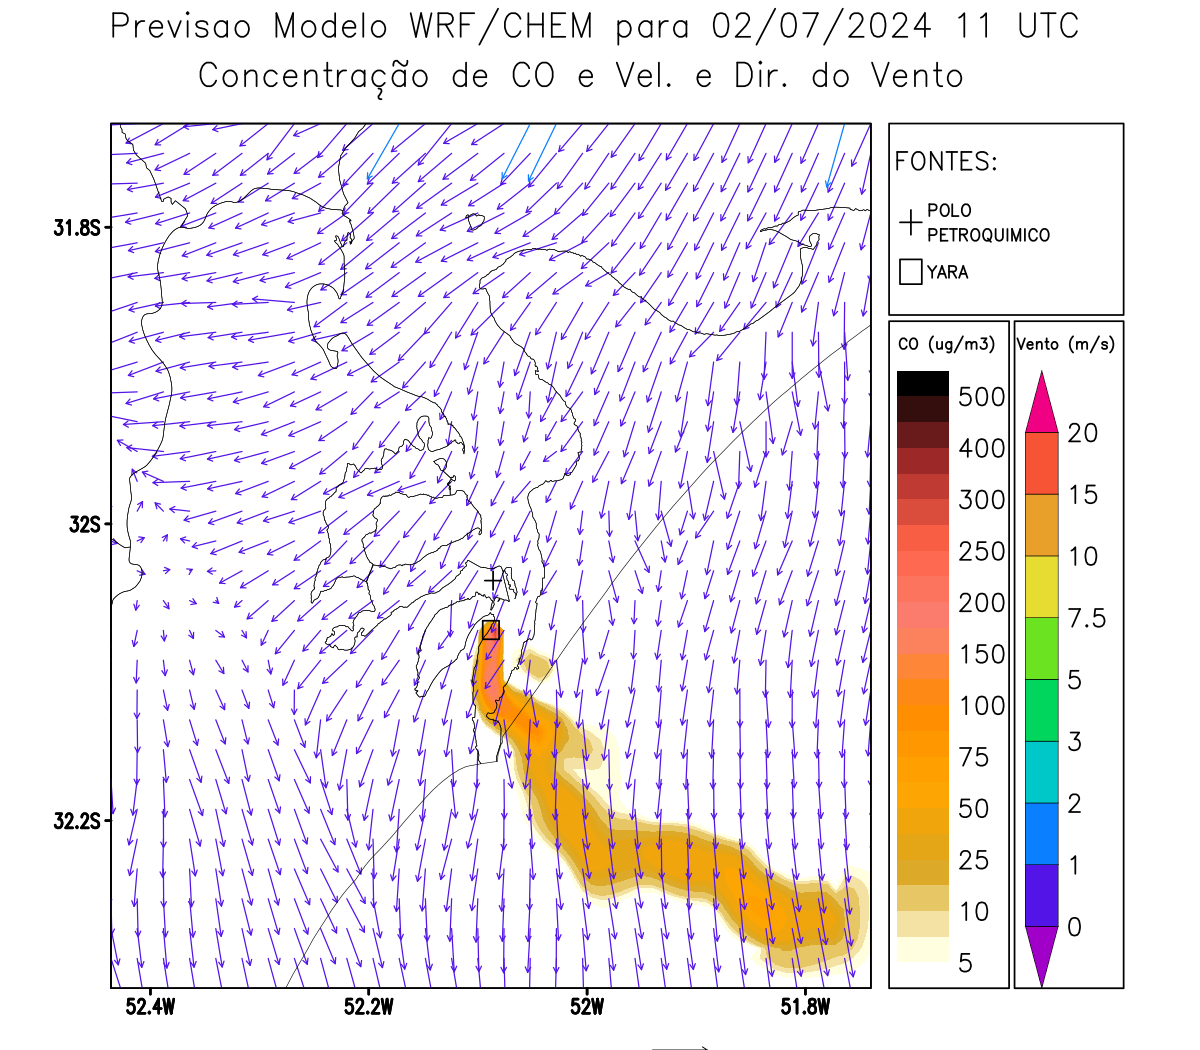 Previsao Modelo WRF/CHEM para 02/07/2024 11 UTC
Concentração de CO e Vel. e Dir. do Vento
FONTES:
POLO
PETROQUIMICO
YARA
CO (ug/m3)
500
400
300
250
200
150
100
75
50
25
10
5
Vento (m/s)
20
15
10
7.5
5
3
2
1
0
31.8S
32S
32.2S
52.4W
52.2W
52W
51.8W